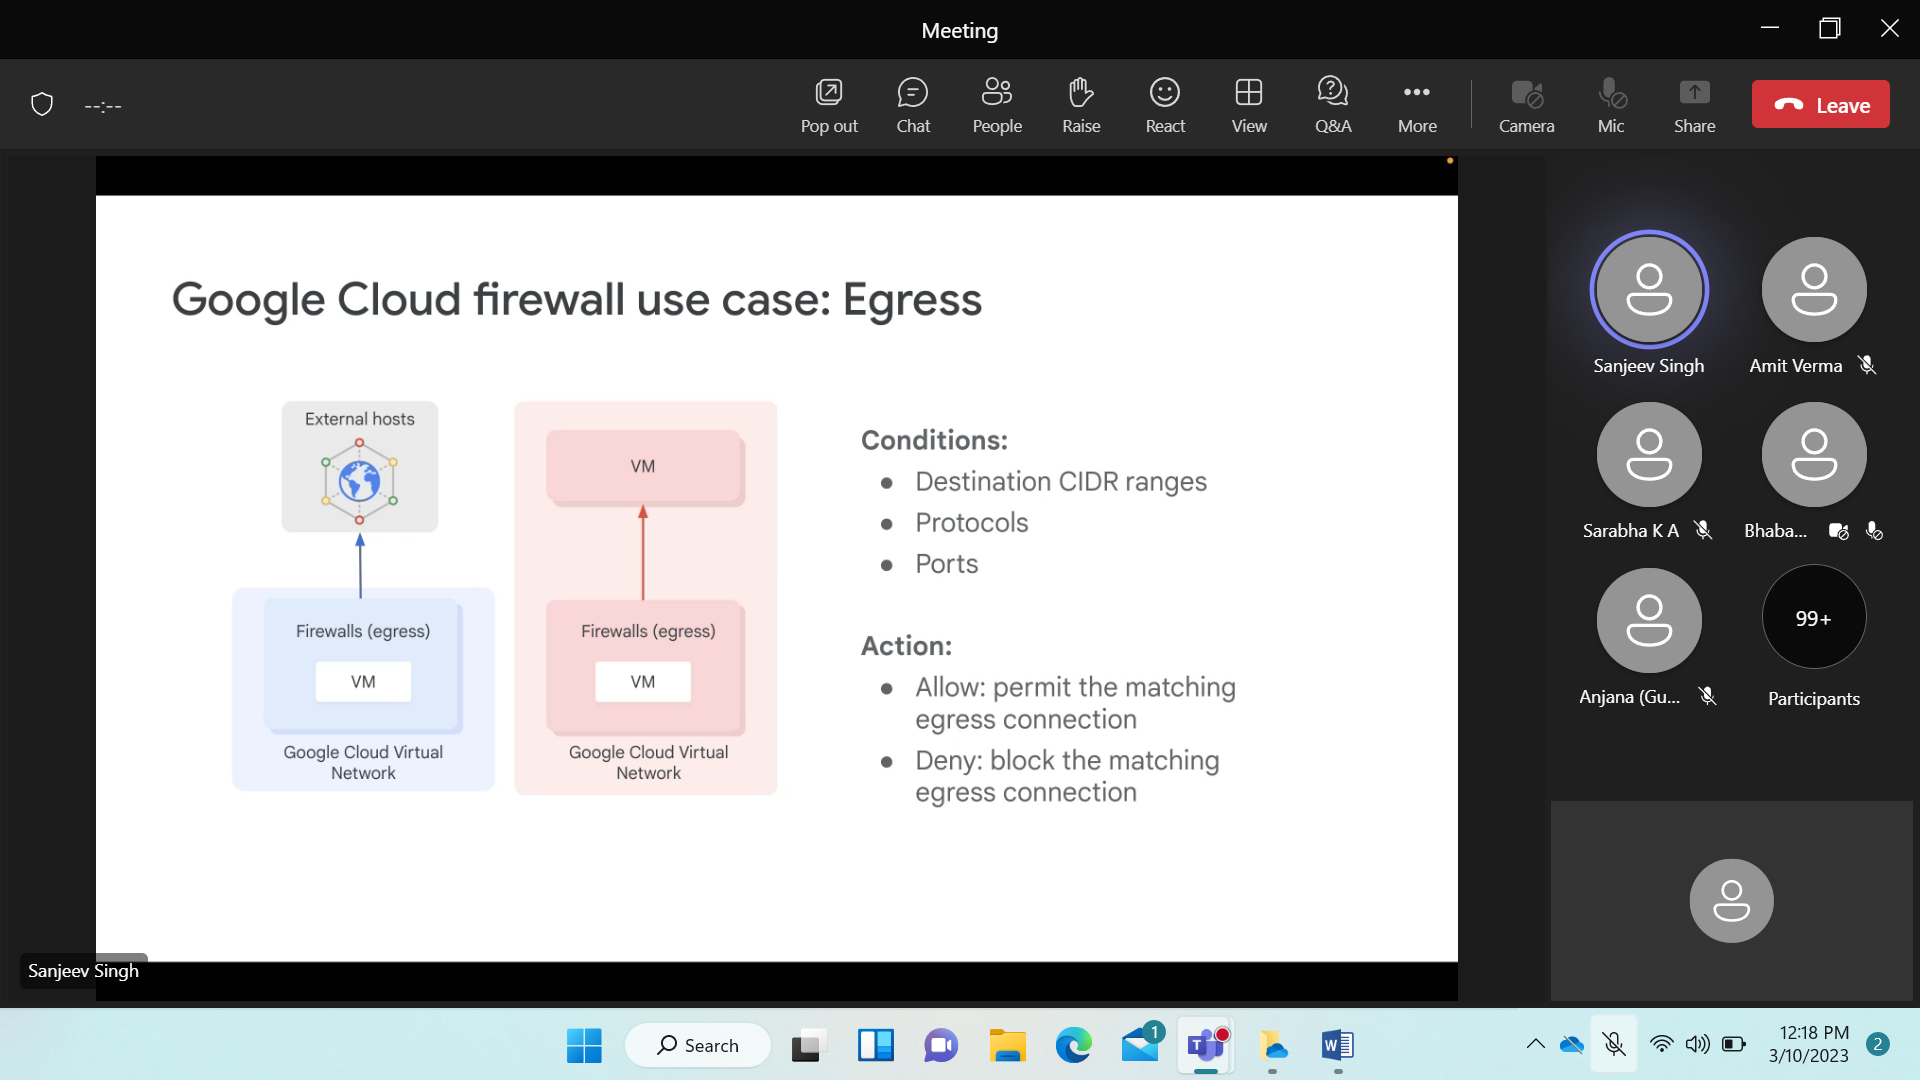 Meeting
--:--
Pop out
Chat
People
Raise
React
View
Q&A
More
Camera
Mic
Share
Leave
Google Cloud firewall use case: Egress
External hosts
Firewalls (egress)
VM
Google Cloud Virtual
Network
VM
Firewalls (egress)
VM
Google Cloud Virtual
Network
Conditions:
● Destination CIDR ranges
● Protocols
● Ports
Action:
● Allow: permit the matching
egress connection
● Deny: block the matching
egress connection
Sanjeev Singh
Amit Verma
Sarabha K A
Bhaba...
Anjana (Gu...
99+
Participants
Sanjeev Singh
Search
1
T
W
12:18 PM
3/10/2023
2